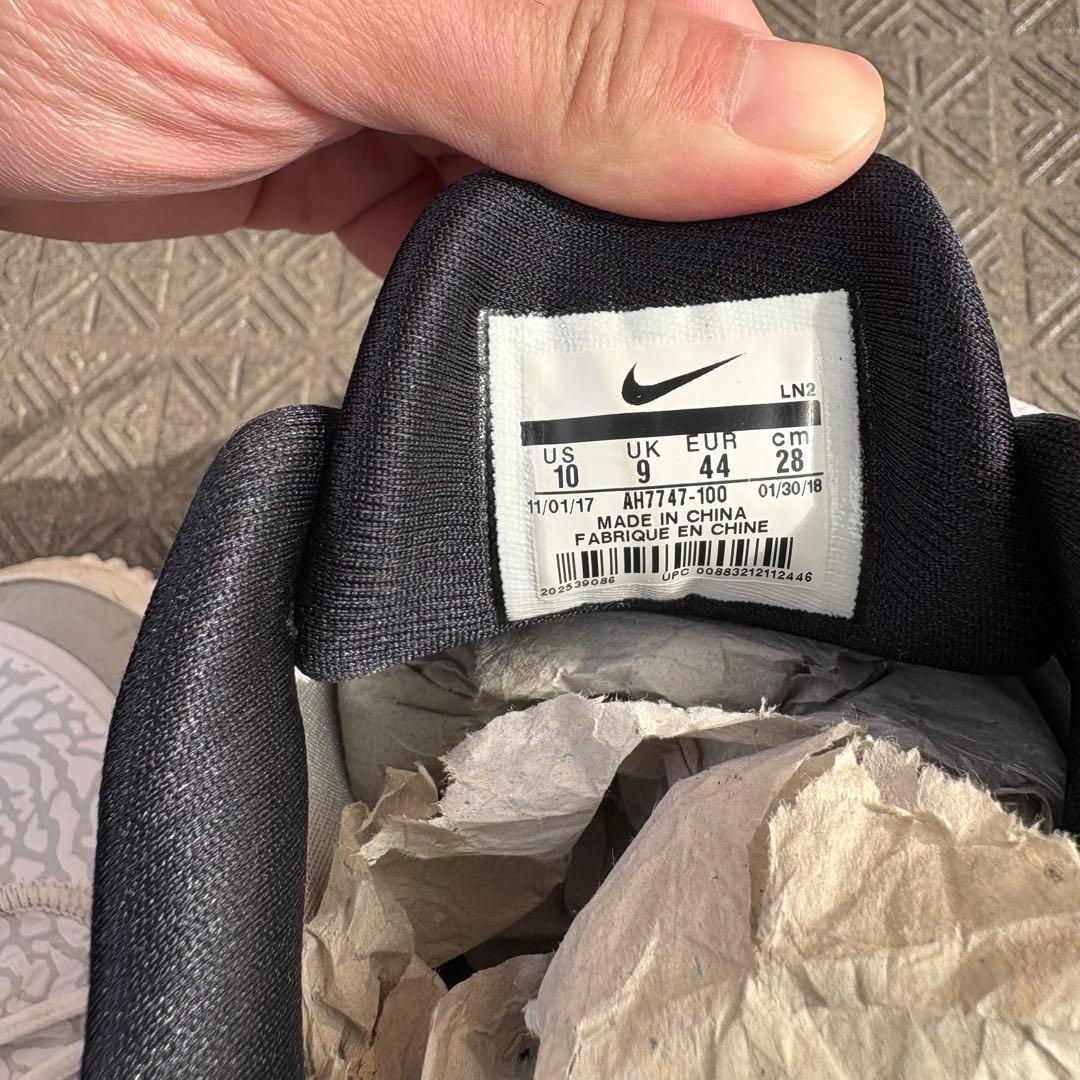 LN2
US UK EUR cm
10 9 44 28
11/01/17 AH7747-100 01/30/18
MADE IN CHINA
FABRIQUE EN CHINE
202539086 UPC 00883212112446